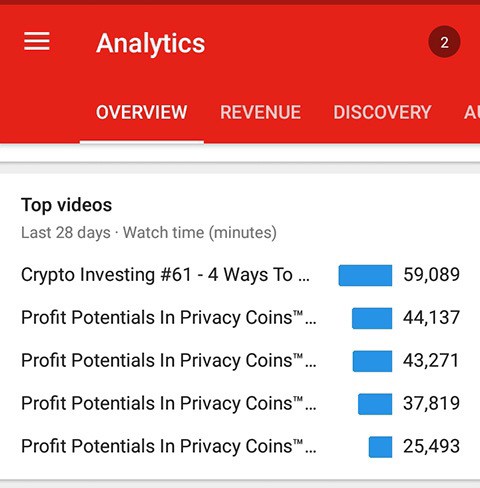 Analytics
2
OVERVIEW REVENUE DISCOVERY A
Top videos
Last 28 days · Watch time (minutes)
Crypto Investing #61 - 4 Ways To ... 59,089
Profit Potentials In Privacy Coins™... 44,137
Profit Potentials In Privacy Coins™... 43,271
Profit Potentials In Privacy Coins™... 37,819
Profit Potentials In Privacy Coins™... 25,493